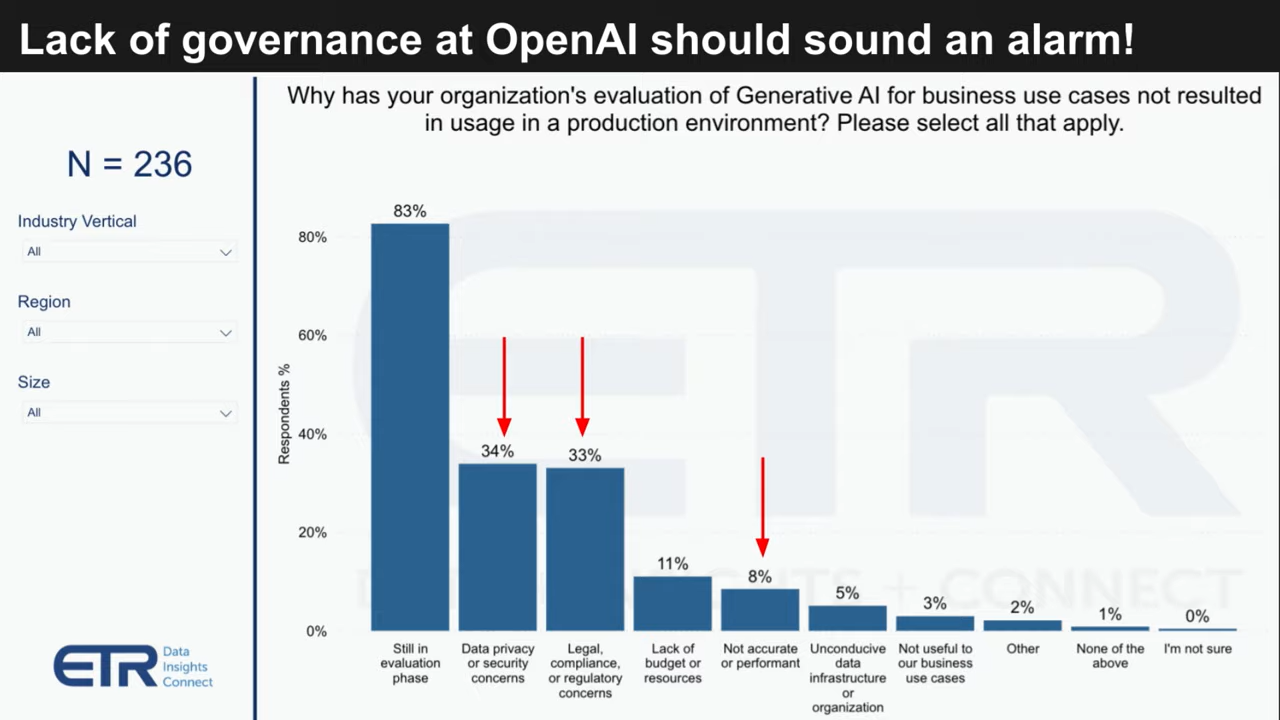 Lack of governance at OpenAI should sound an alarm!
Why has your organization's evaluation of Generative AI for business use cases not resulted
in usage in a production environment? Please select all that apply.
N = 236
Industry Vertical
All
Region
All
Size
All
Respondents %
80%
60%
40%
20%
0%
83%
34%
33%
11%
8%
5%
3%
2%
1%
0%
Still in
evaluation
phase
Data privacy
or security
concerns
Legal,
compliance,
or regulatory
concerns
Lack of
budget or
resources
Not accurate
or performant
Unconducive
data
infrastructure
or
organization
Not useful to
our business
use cases
Other
None of the
above
I'm not sure
ETR
Data
Insights
Connect
ETR
+ CONNECT